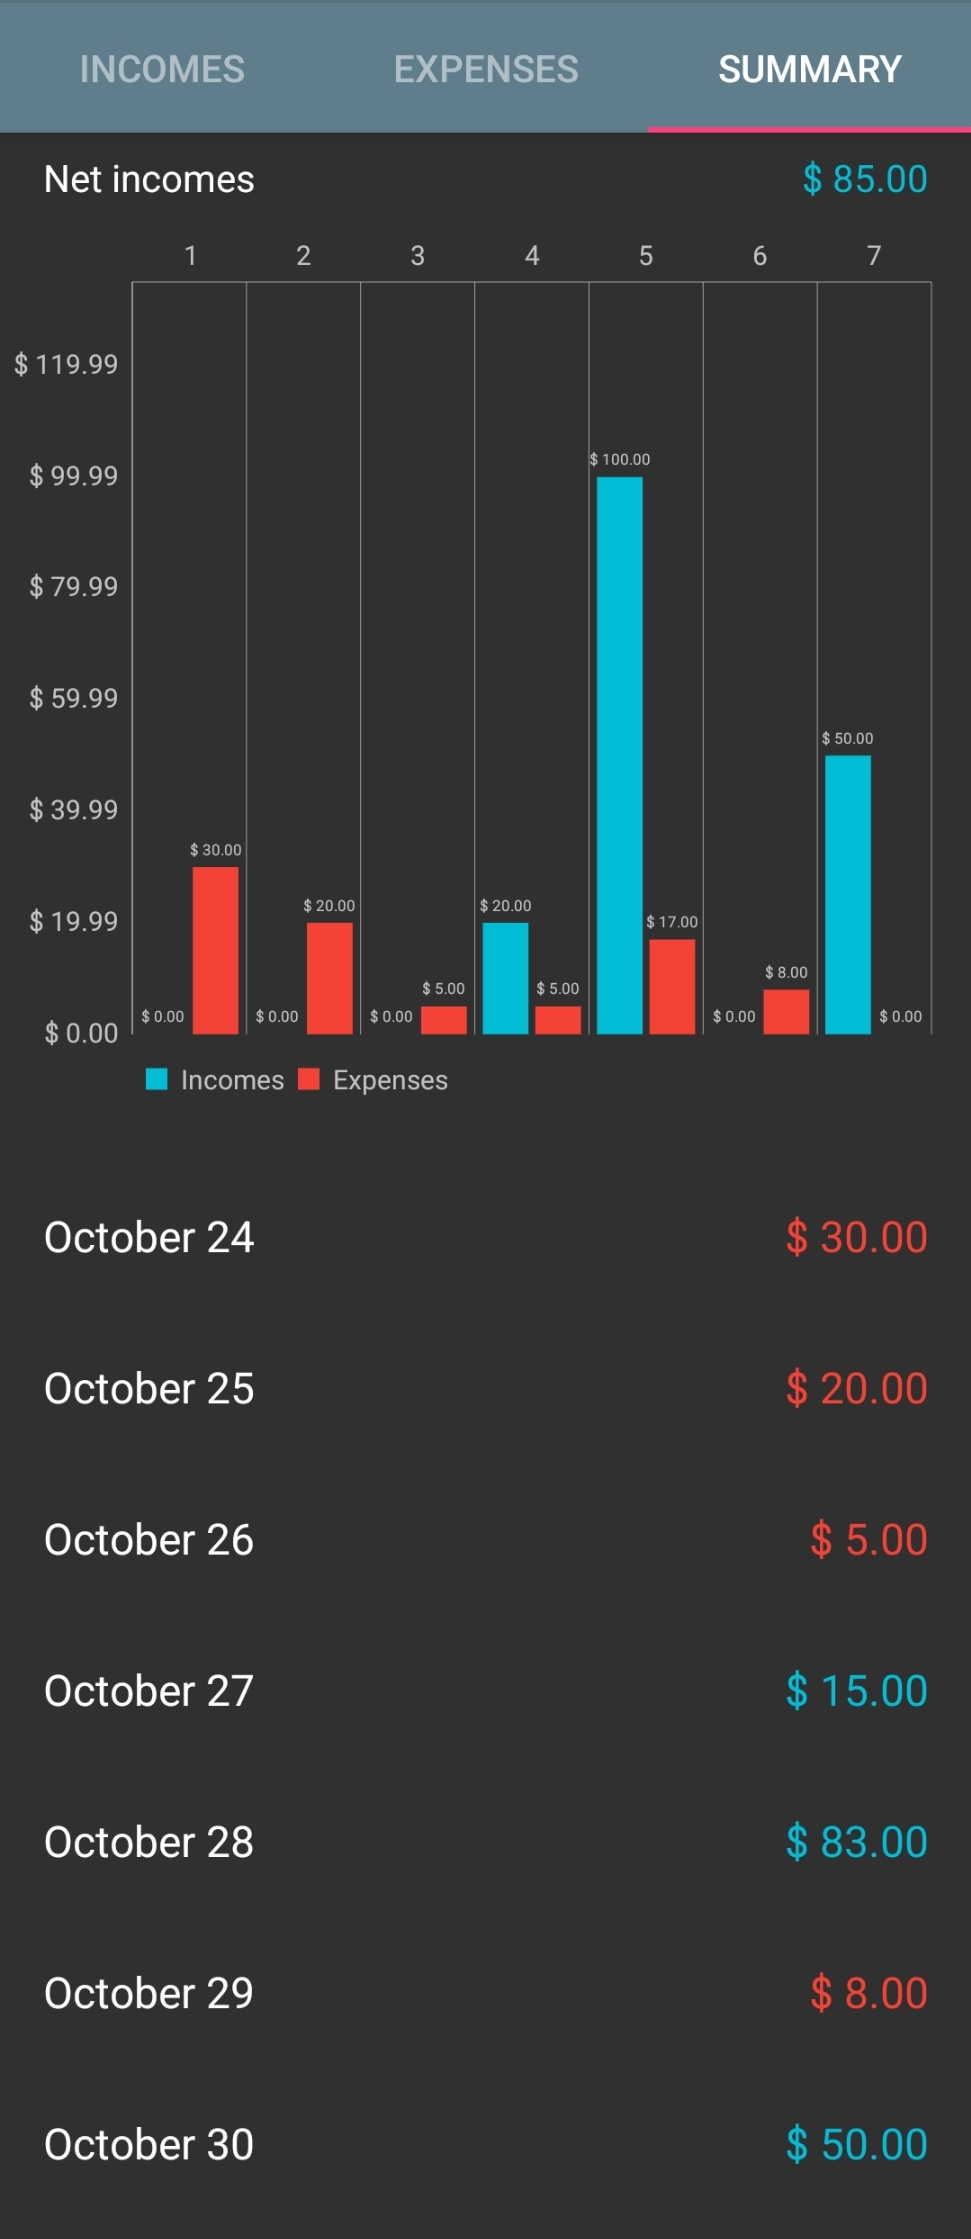 INCOMES EXPENSES SUMMARY
Net incomes $ 85.00
1 2 3 4 5 6 7
$ 119.99
$ 99.99
$ 79.99
$ 59.99
$ 39.99
$ 19.99
$ 0.00
$ 0.00 $ 30.00
$ 0.00 $ 20.00
$ 0.00 $ 5.00
$ 20.00 $ 5.00
$ 100.00 $ 17.00
$ 0.00 $ 8.00
$ 50.00 $ 0.00
Incomes Expenses
October 24 $ 30.00
October 25 $ 20.00
October 26 $ 5.00
October 27 $ 15.00
October 28 $ 83.00
October 29 $ 8.00
October 30 $ 50.00